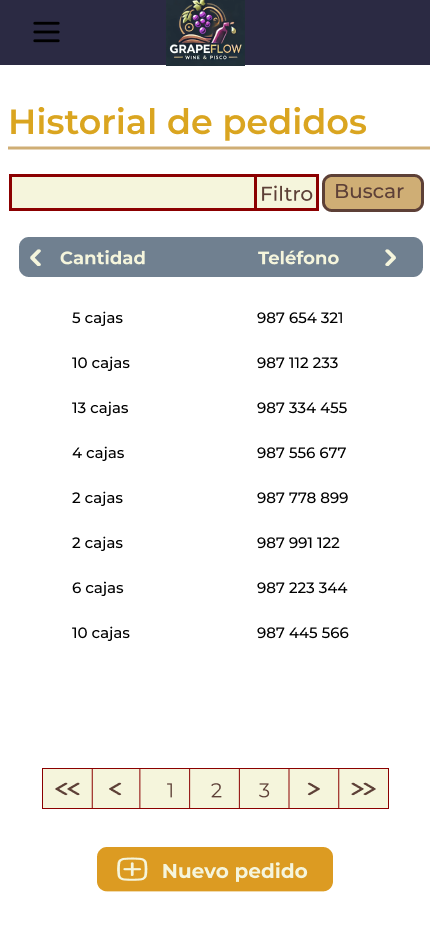 GRAPEFLOW
WINE & PISCO
Historial de pedidos
Filtro Buscar
< Cantidad Teléfono >
5 cajas 987 654 321
10 cajas 987 112 233
13 cajas 987 334 455
4 cajas 987 556 677
2 cajas 987 778 899
2 cajas 987 991 122
6 cajas 987 223 344
10 cajas 987 445 566
<< < 1 2 3 > >>
Nuevo pedido